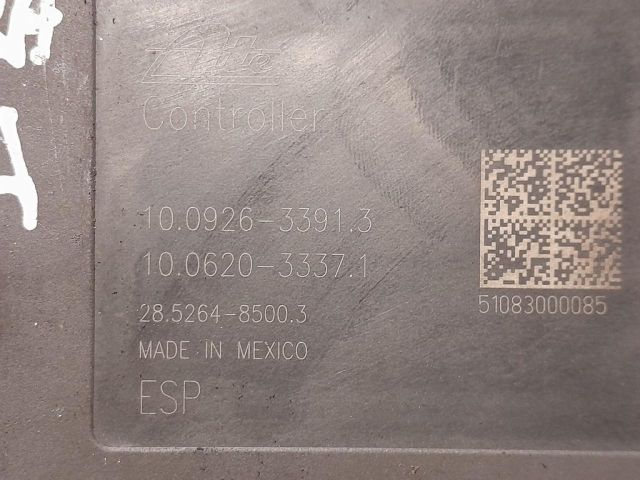 Ate
Controller
10.0926-3391.3
10.0620-3337.1
28.5264-8500.3
MADE IN MEXICO
ESP
51083000085